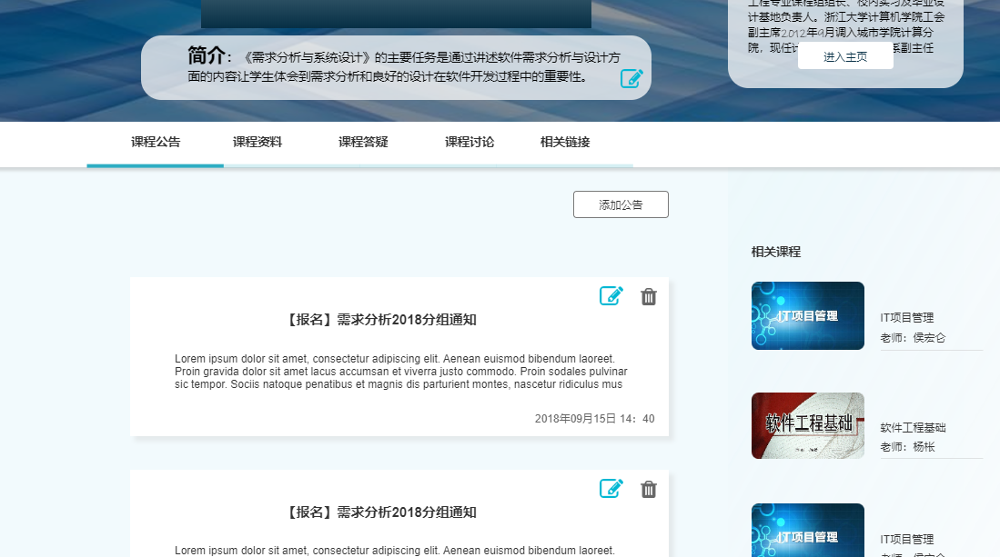 简介：《需求分析与系统设计》的主要任务是通过讲述软件需求分析与设计方
面的内容让学生体会到需求分析和良好的设计在软件开发过程中的重要性。
工程专业课程组组长、校内实习及毕业设
计基地负责人。浙江大学计算机学院工会
副主席2012年9月调入城市学院计算分
院，现任计 系副主任
进入主页
课程公告 课程资料 课程答疑 课程讨论 相关链接
添加公告
【报名】需求分析2018分组通知
Lorem ipsum dolor sit amet, consectetur adipiscing elit. Aenean euismod bibendum laoreet.
Proin gravida dolor sit amet lacus accumsan et viverra justo commodo. Proin sodales pulvinar
sic tempor. Sociis natoque penatibus et magnis dis parturient montes, nascetur ridiculus mus
2018年09月15日 14：40
【报名】需求分析2018分组通知
Lorem ipsum dolor sit amet, consectetur adipiscing elit. Aenean euismod bibendum laoreet.
相关课程
IT项目管理
IT项目管理
老师：侯宏仑
软件工程基础
软件工程基础
老师：杨枨
IT项目管理
IT项目管理
老师：侯宏仑